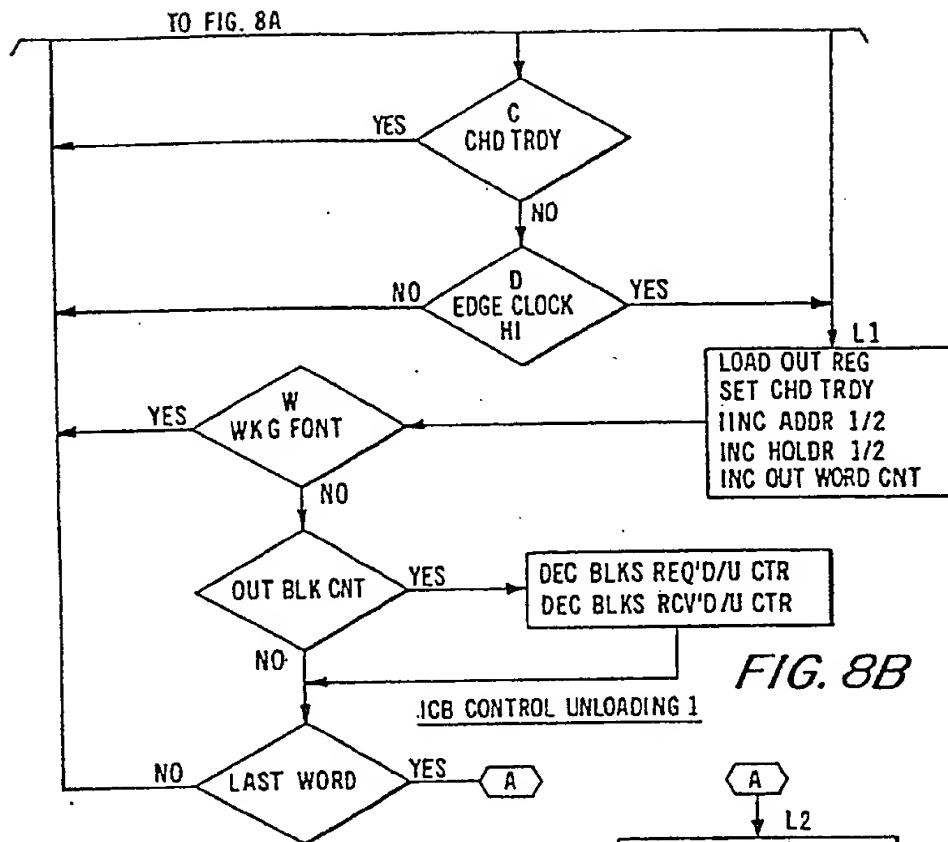 TO FIG. 8A
C
CHD TRDY
YES
NO
D
EDGE CLOCK
HI
NO
YES
L1
LOAD OUT REG
SET CHD TRDY
IINC ADDR 1/2
INC HOLDR 1/2
INC OUT WORD CNT
W
WKG FONT
YES
NO
OUT BLK CNT
YES
DEC BLKS REQ'D/U CTR
DEC BLKS RCV'D/U CTR
NO
FIG. 8B
ICB CONTROL UNLOADING 1
LAST WORD
NO
YES
A
A
L2